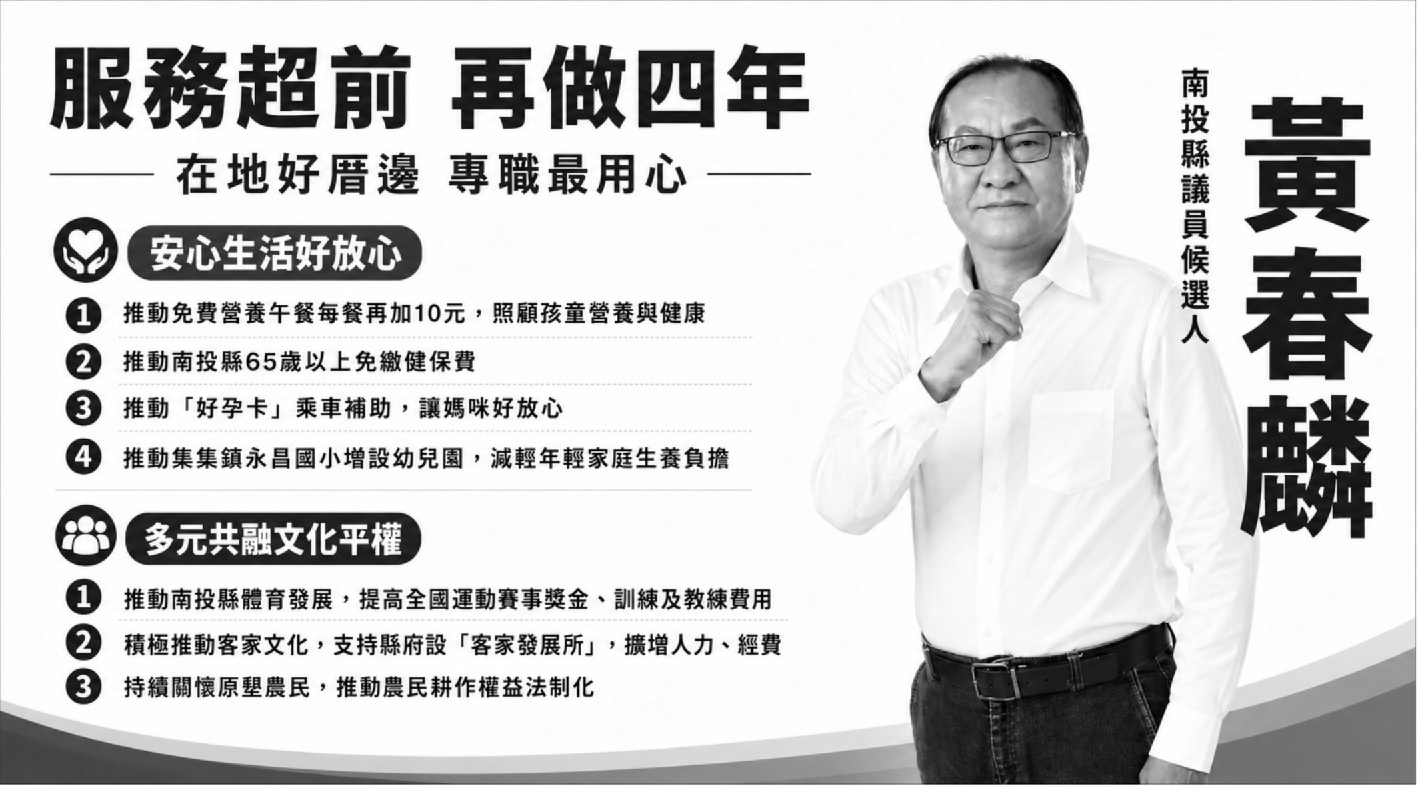 服務超前 再做四年
在地好厝邊 專職最用心
安心生活好放心
1 推動免費營養午餐每餐再加10元，照顧孩童營養與健康
2 推動南投縣65歲以上免繳健保費
3 推動「好孕卡」乘車補助，讓媽咪好放心
4 推動集集鎮永昌國小增設幼兒園，減輕年輕家庭生養負擔
多元共融文化平權
1 推動南投縣體育發展，提高全國運動賽事獎金、訓練及教練費用
2 積極推動客家文化，支持縣府設「客家發展所」，擴增人力、經費
3 持續關懷原墾農民，推動農民耕作權益法制化
南投縣議員候選人
黃春麟